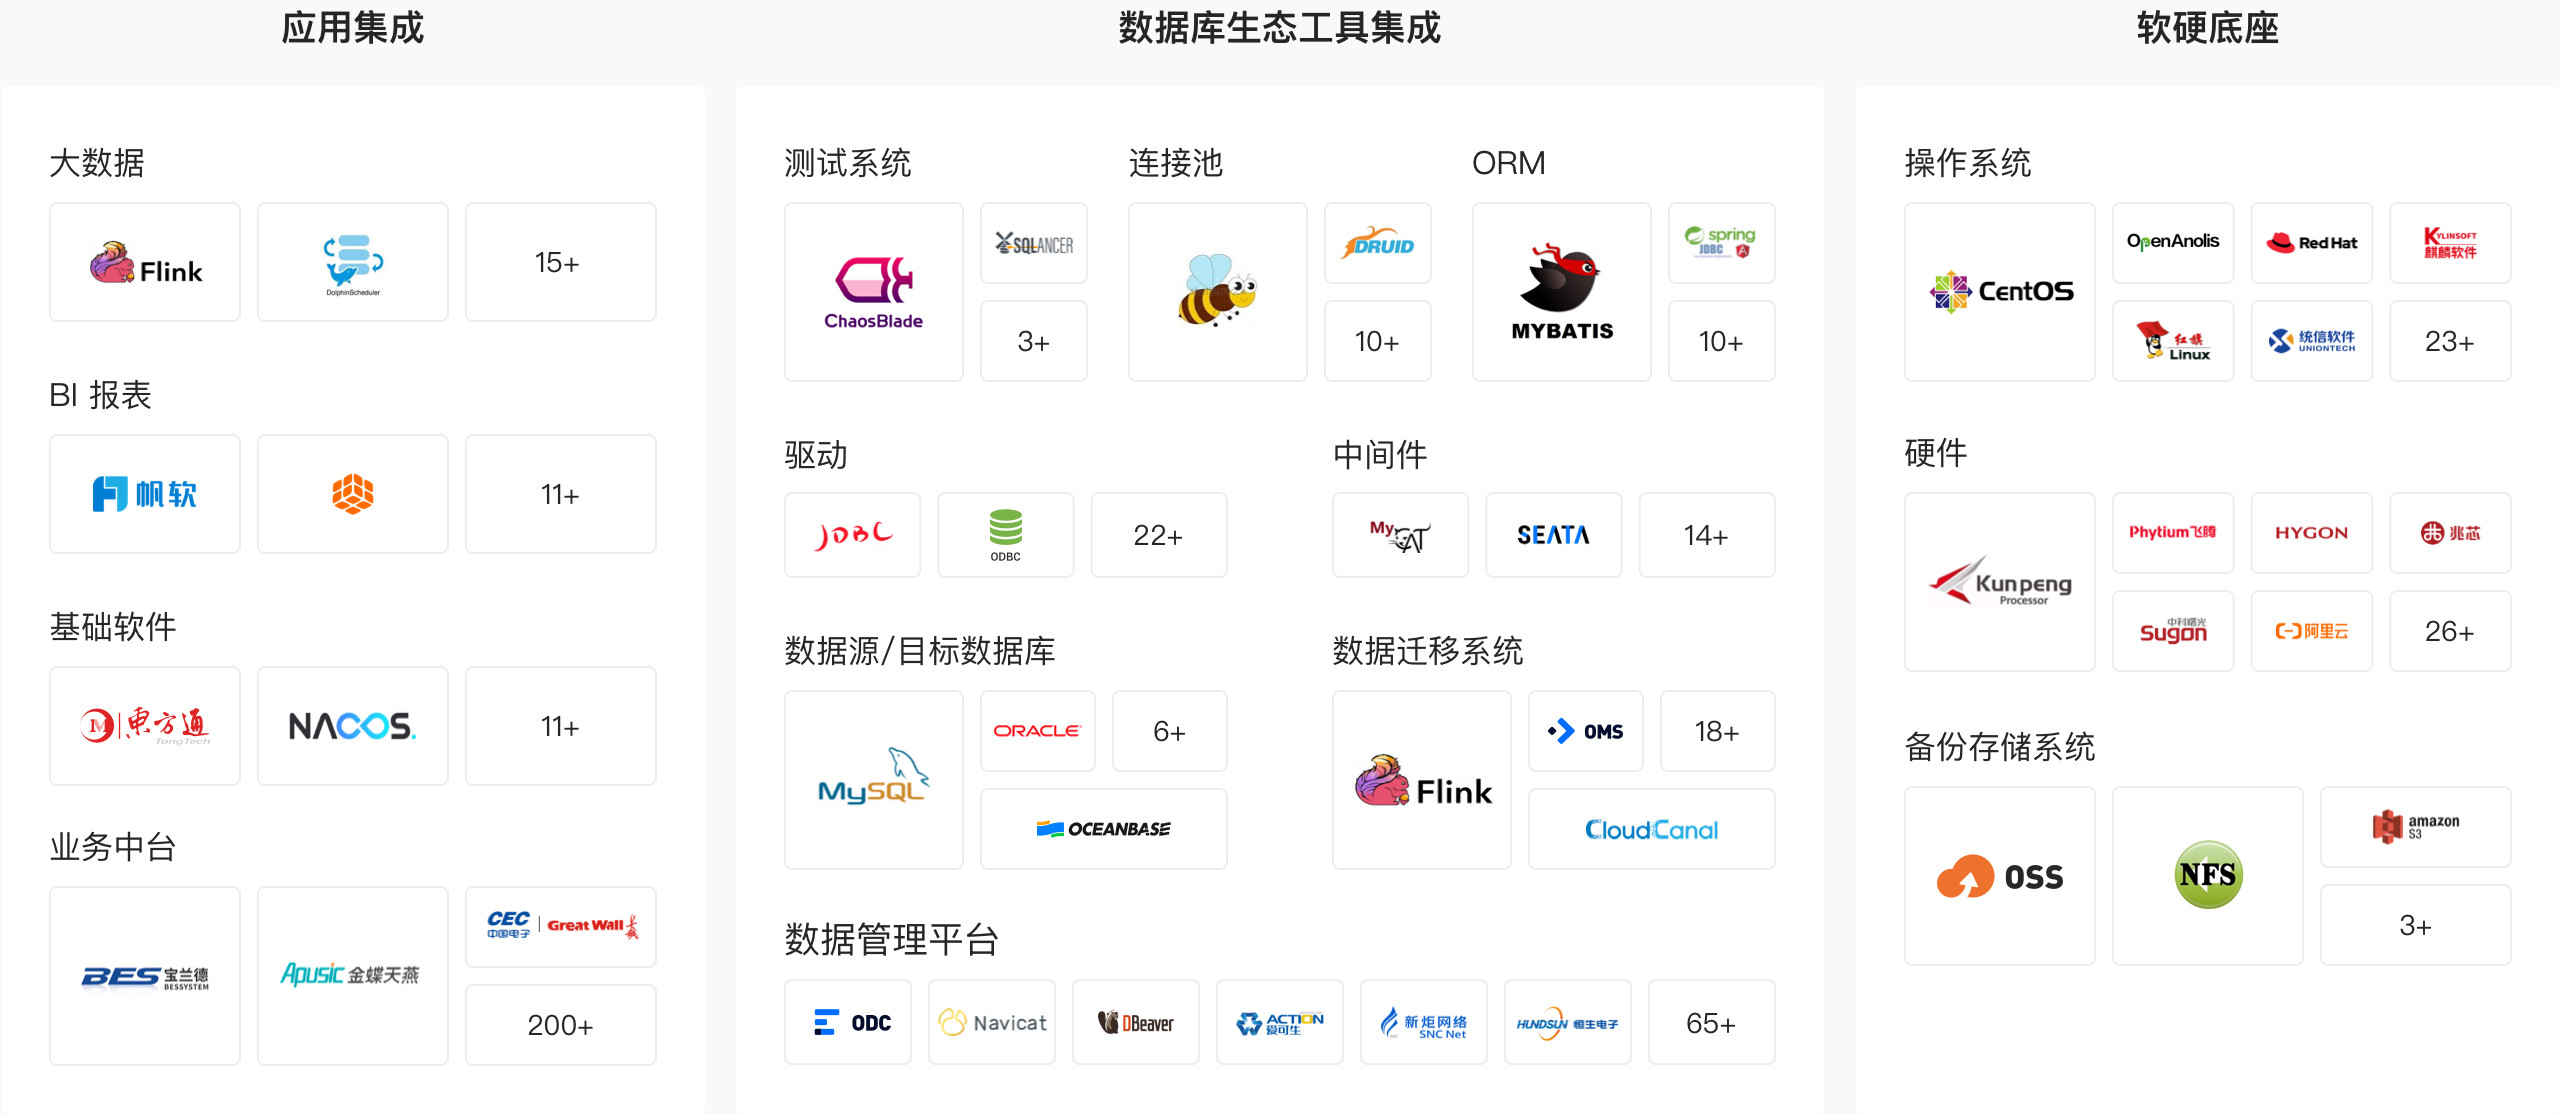 应用集成
大数据
Flink
DolphinScheduler
15+
BI 报表
帆软
11+
基础软件
東方通
TongTech
NACOS.
11+
业务中台
BES 宝兰德
BESSYSTEM
Apusic 金蝶天燕
CEC
中国电子
Great Wall 长城
200+
数据库生态工具集成
测试系统
ChaosBlade
SQLANCER
3+
连接池
DRUID
10+
ORM
MYBATIS
spring
JDBC
10+
驱动
JDBC
ODBC
22+
中间件
MyCAT
SEATA
14+
数据源/目标数据库
MySQL
ORACLE
6+
OCEANBASE
数据迁移系统
Flink
OMS
18+
CloudCanal
数据管理平台
ODC
Navicat
DBeaver
ACTION
爱可生
新炬网络
SNC Net
HUNDSUN 恒生电子
65+
软硬底座
操作系统
CentOS
OpenAnolis
Red Hat
KYLINSOFT
麒麟软件
红旗
Linux
统信软件
UNIONTECH
23+
硬件
Kunpeng
Processor
Phytium飞腾
HYGON
兆芯
中科曙光
Sugon
阿里云
26+
备份存储系统
OSS
NFS
amazon
S3
3+